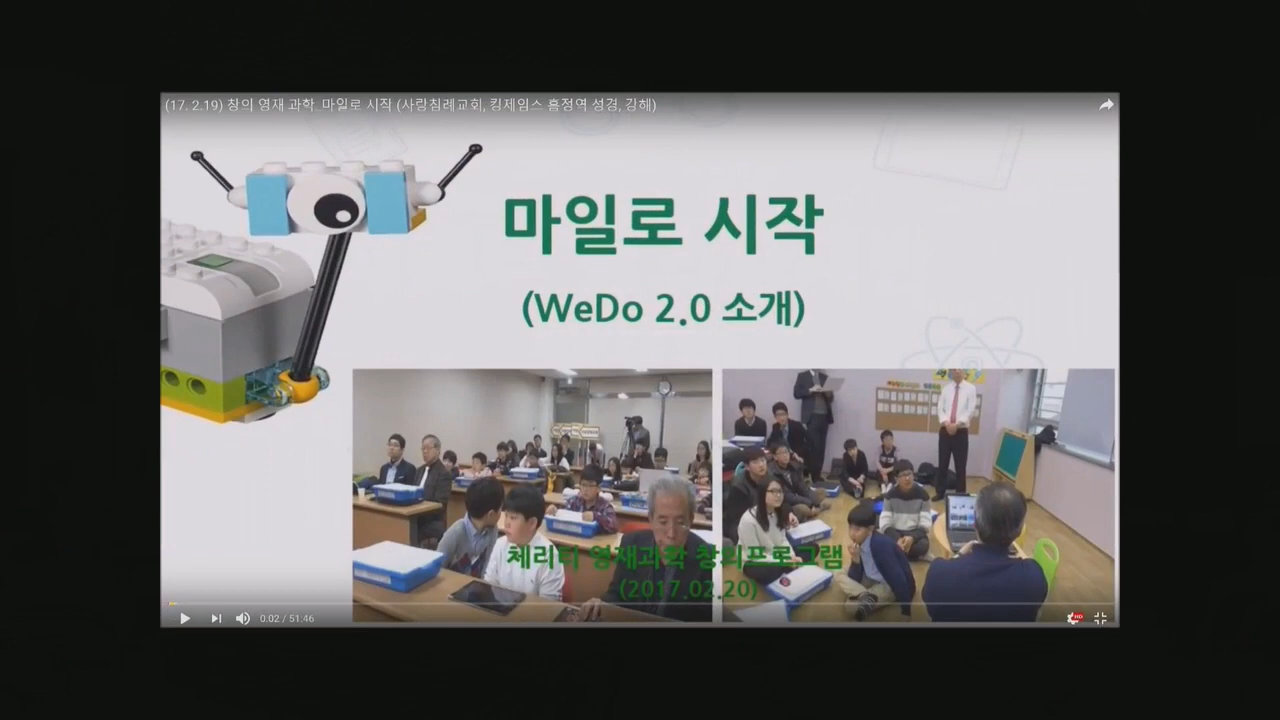 (17. 2.19) 창의 영재 과학_마일로 시작 (사랑침례교회, 킹제임스 흠정역 성경, 강해)
마일로 시작
(WeDo 2.0 소개)
체리티 영재과학 창의프로그램
(2017.02.20)
0:02 / 51:46
HD